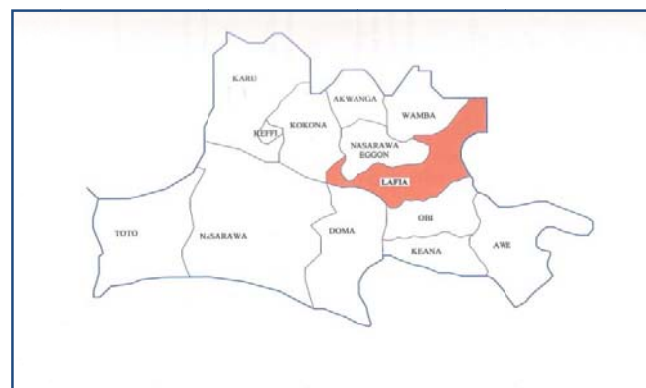 KARU
AKWANGA
WAMBA
KOKONA
KEFFI
NASARAWA
EGGON
LAFIA
OBI
TOTO
NASARAWA
DOMA
KEANA
AWE